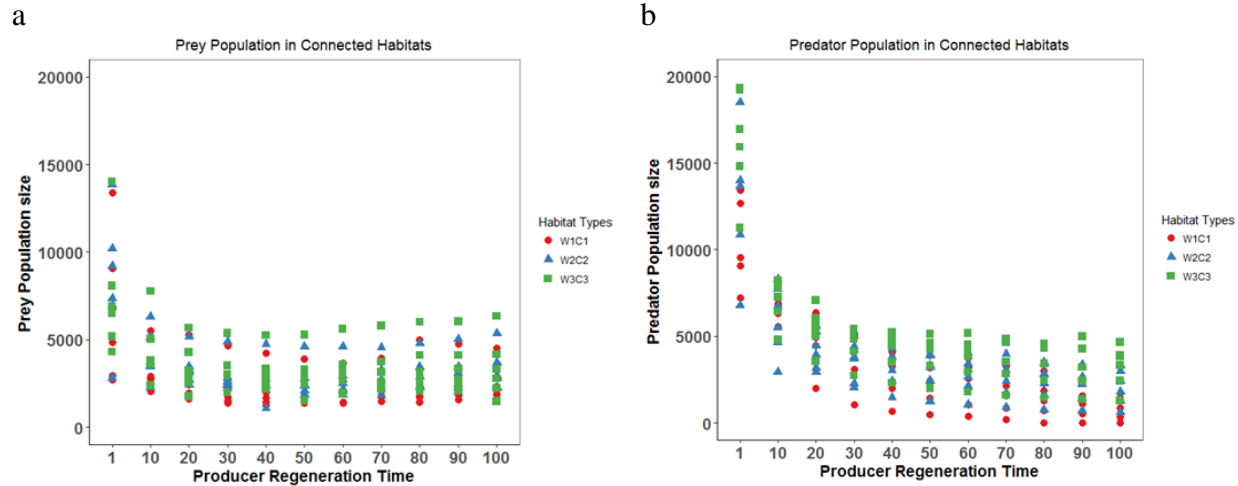 a
Prey Population in Connected Habitats
20000
15000
10000
5000
0
Prey Population size
1 10 20 30 40 50 60 70 80 90 100
Producer Regeneration Time
Habitat Types
W1C1
W2C2
W3C3
b
Predator Population in Connected Habitats
20000
15000
10000
5000
0
Predator Population size
1 10 20 30 40 50 60 70 80 90 100
Producer Regeneration Time
Habitat Types
W1C1
W2C2
W3C3